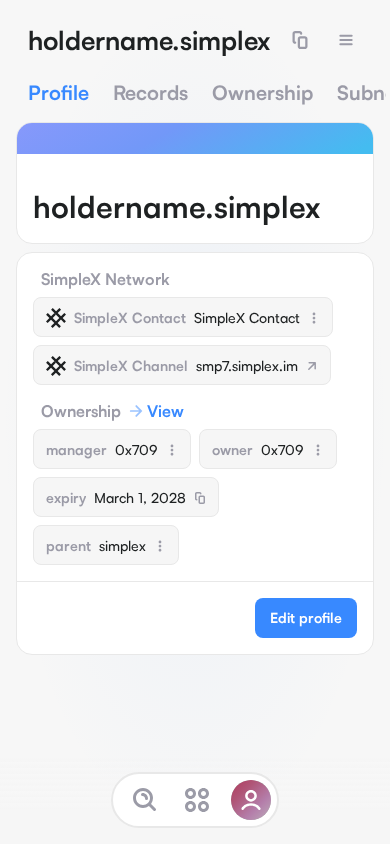 holdername.simplex
Profile Records Ownership Subn
holdername.simplex
SimpleX Network
SimpleX Contact SimpleX Contact
SimpleX Channel smp7.simplex.im
Ownership → View
manager 0x709 owner 0x709
expiry March 1, 2028
parent simplex
Edit profile